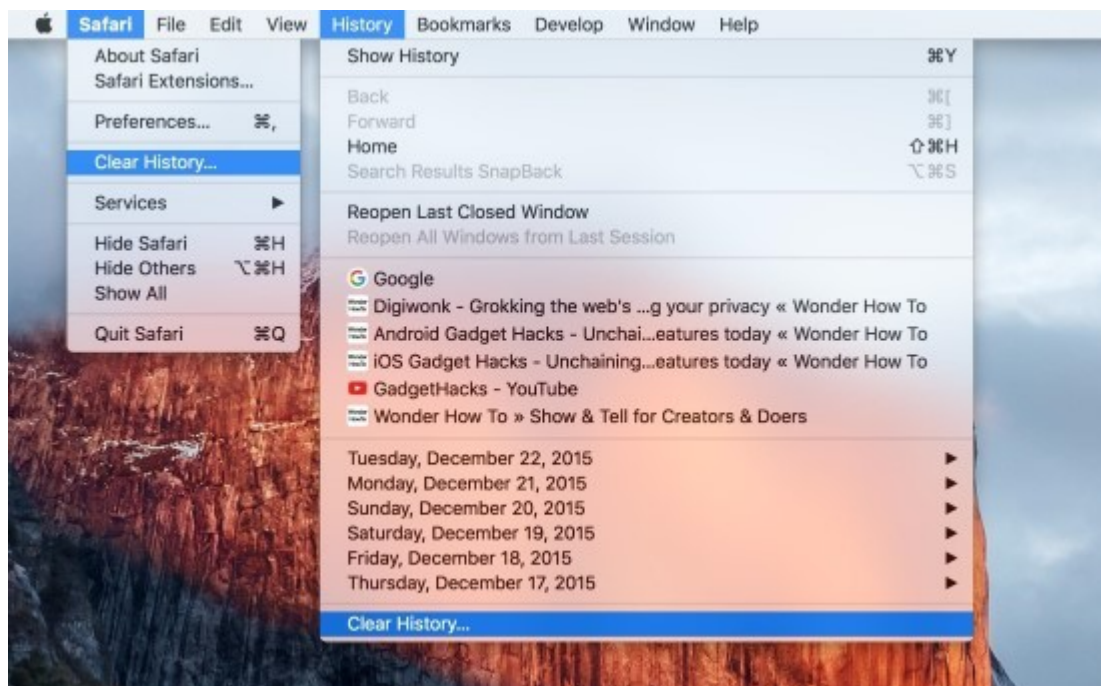 Safari File Edit View History Bookmarks Develop Window Help
About Safari
Safari Extensions...
Preferences... ⌘,
Clear History...
Services ▶
Hide Safari ⌘H
Hide Others ⌥⌘H
Show All
Quit Safari ⌘Q
Show History ⌘Y
Back ⌘[
Forward ⌘]
Home ⇧⌘H
Search Results SnapBack ⌥⌘S
Reopen Last Closed Window
Reopen All Windows from Last Session
Google
Digiwonk - Grokking the web's ...g your privacy « Wonder How To
Android Gadget Hacks - Unchai...eatures today « Wonder How To
iOS Gadget Hacks - Unchaining...eatures today « Wonder How To
GadgetHacks - YouTube
Wonder How To » Show & Tell for Creators & Doers
Tuesday, December 22, 2015 ▶
Monday, December 21, 2015 ▶
Sunday, December 20, 2015 ▶
Saturday, December 19, 2015 ▶
Friday, December 18, 2015 ▶
Thursday, December 17, 2015 ▶
Clear History...